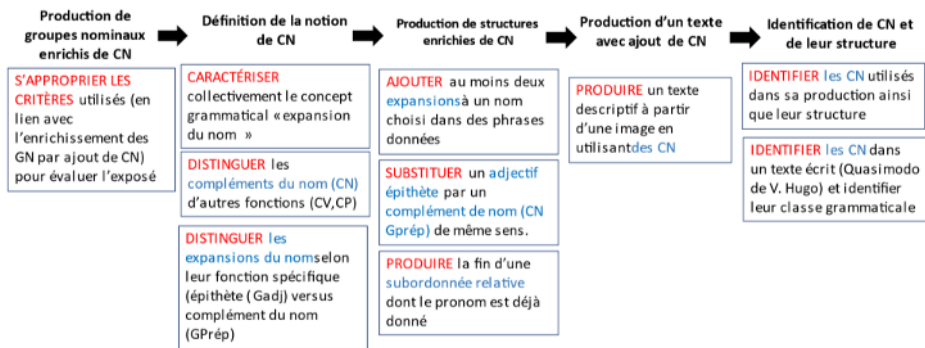 Production de
groupes nominaux
enrichis de CN
S'APPROPRIER LES
CRITÈRES utilisés (en
lien avec
l'enrichissement des
GN par ajout de CN)
pour évaluer l'exposé
Définition de la notion
de CN
CARACTÉRISER
collectivement le concept
grammatical « expansion
du nom »
DISTINGUER les
compléments du nom (CN)
d'autres fonctions (CV,CP)
DISTINGUER les
expansions du nomselon
leur fonction spécifique
(épithète (Gadj) versus
complément du nom
(GPrép)
Production de structures
enrichies de CN
AJOUTER au moins deux
expansionsà un nom
choisi dans des phrases
données
SUBSTITUER un adjectif
épithète par un
complément de nom (CN
Gprép) de même sens.
PRODUIRE la fin d'une
subordonnée relative
dont le pronom est déjà
donné
Production d'un texte
avec ajout de CN
PRODUIRE un texte
descriptif à partir
d'une image en
utilisantdes CN
Identification de CN et
de leur structure
IDENTIFIER les CN utilisés
dans sa production ainsi
que leur structure
IDENTIFIER les CN dans
un texte écrit (Quasimodo
de V. Hugo) et identifier
leur classe grammaticale